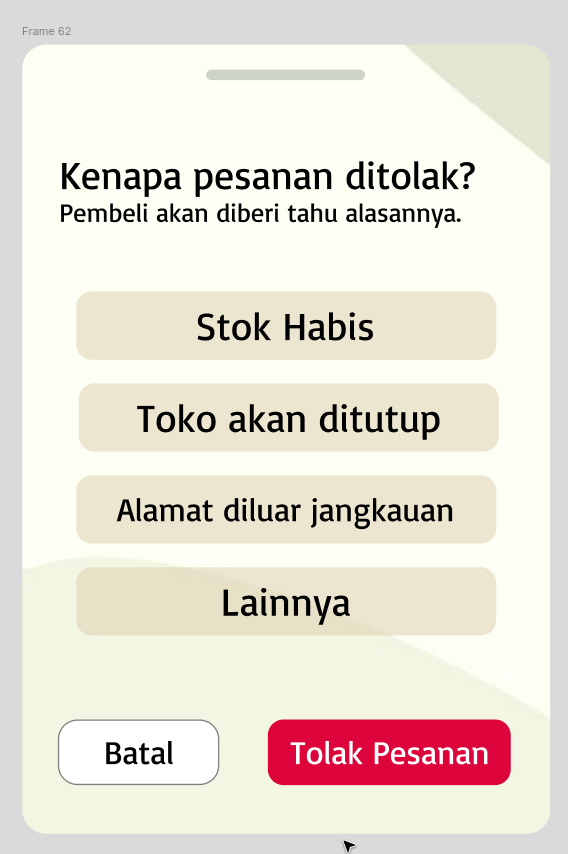 Frame 62
Kenapa pesanan ditolak?
Pembeli akan diberi tahu alasannya.
Stok Habis
Toko akan ditutup
Alamat diluar jangkauan
Lainnya
Batal
Tolak Pesanan